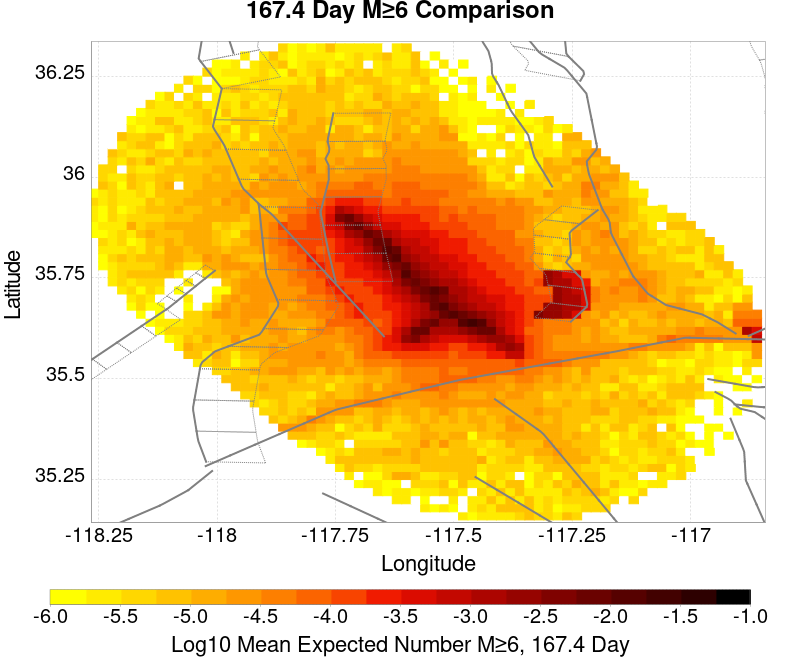 167.4 Day M≥6 Comparison
36.25
36
35.75
35.5
35.25
Latitude
-118.25 -118 -117.75 -117.5 -117.25 -117
Longitude
-6.0 -5.5 -5.0 -4.5 -4.0 -3.5 -3.0 -2.5 -2.0 -1.5 -1.0
Log10 Mean Expected Number M≥6, 167.4 Day